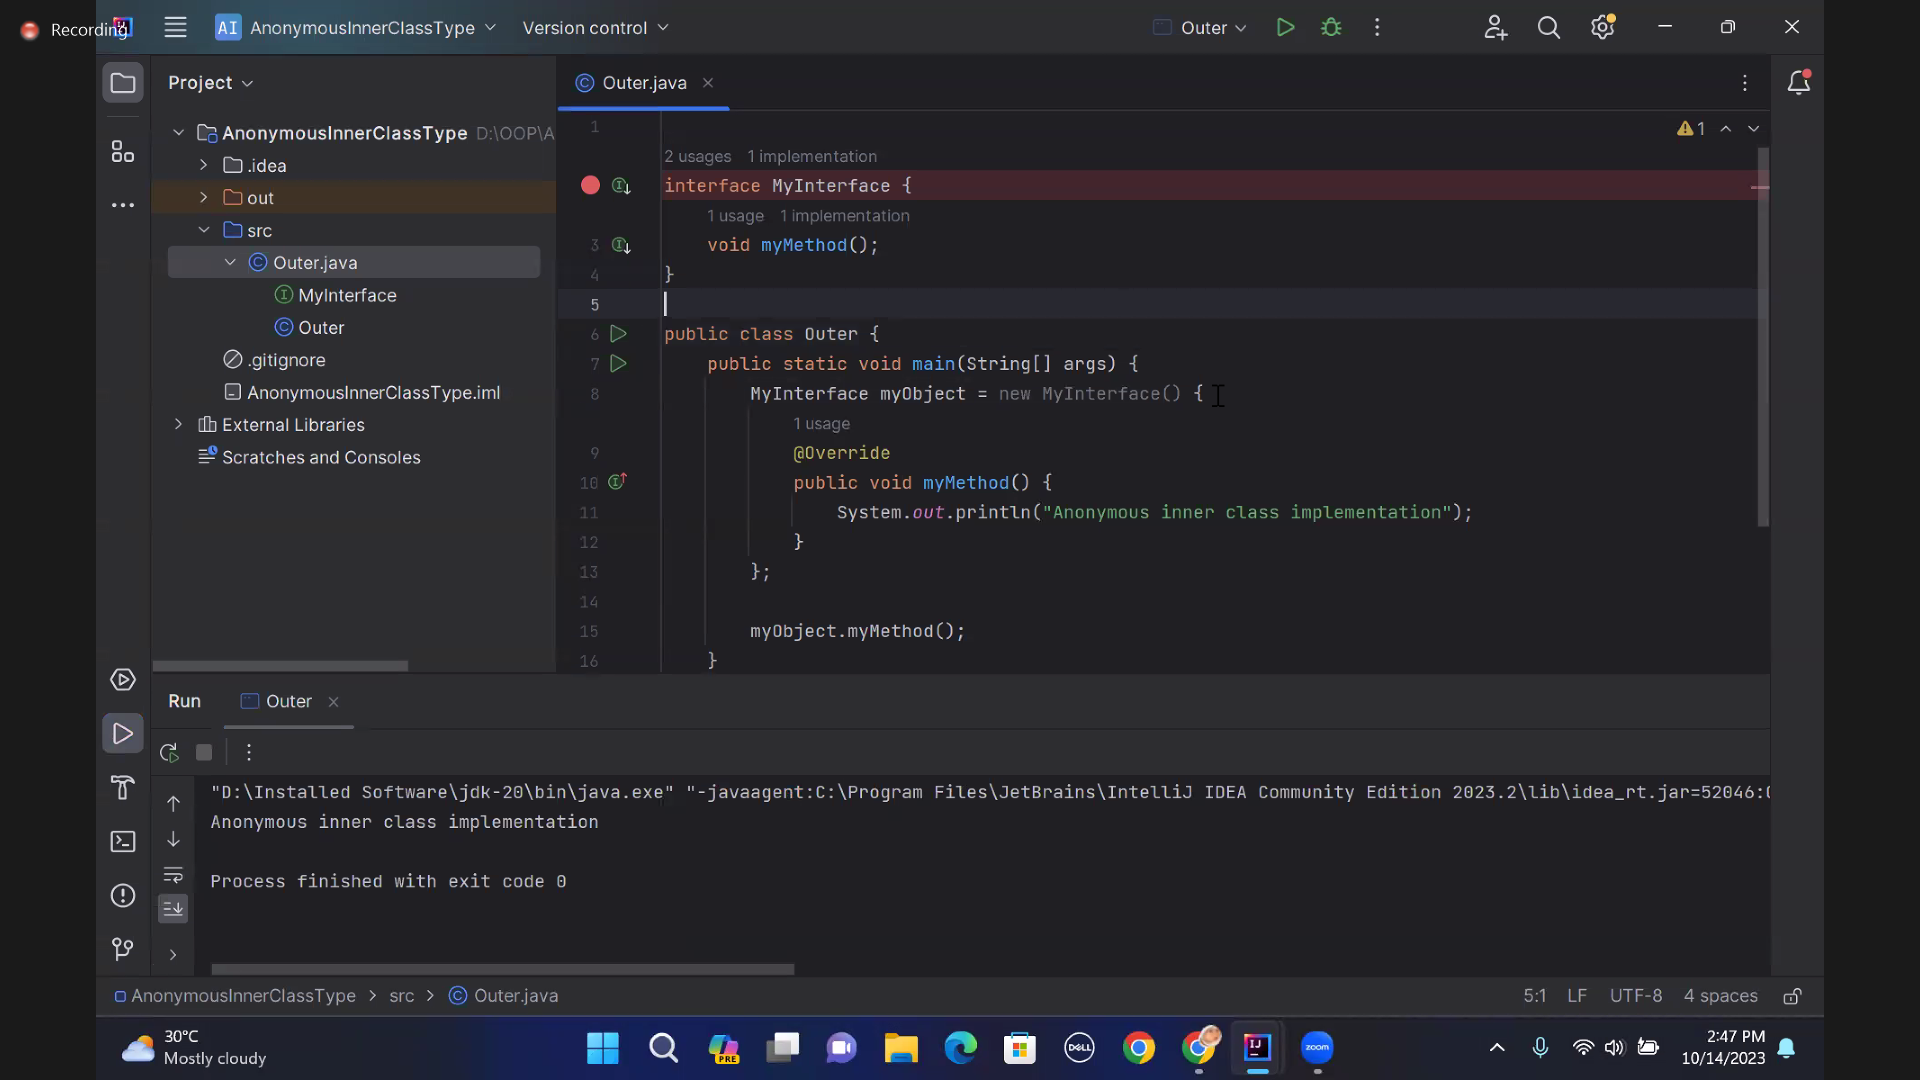 Recording
AI AnonymousInnerClassType Version control Outer
Project
Outer.java
AnonymousInnerClassType D:\OOP\A
.idea
out
src
Outer.java
MyInterface
Outer
.gitignore
AnonymousInnerClassType.iml
External Libraries
Scratches and Consoles
1
1
2 usages 1 implementation
interface MyInterface {
1 usage 1 implementation
3 void myMethod();
4 }
5
6 public class Outer {
7 public static void main(String[] args) {
8 MyInterface myObject = new MyInterface() {
1 usage
9 @Override
10 public void myMethod() {
11 System.out.println("Anonymous inner class implementation");
12 }
13 };
14
15 myObject.myMethod();
16 }
Run Outer
"D:\Installed Software\jdk-20\bin\java.exe" "-javaagent:C:\Program Files\JetBrains\IntelliJ IDEA Community Edition 2023.2\lib\idea_rt.jar=52046:
Anonymous inner class implementation
Process finished with exit code 0
AnonymousInnerClassType > src > Outer.java
5:1 LF UTF-8 4 spaces
30°C
Mostly cloudy
PRE
DELL
IJ
zoom
2:47 PM
10/14/2023